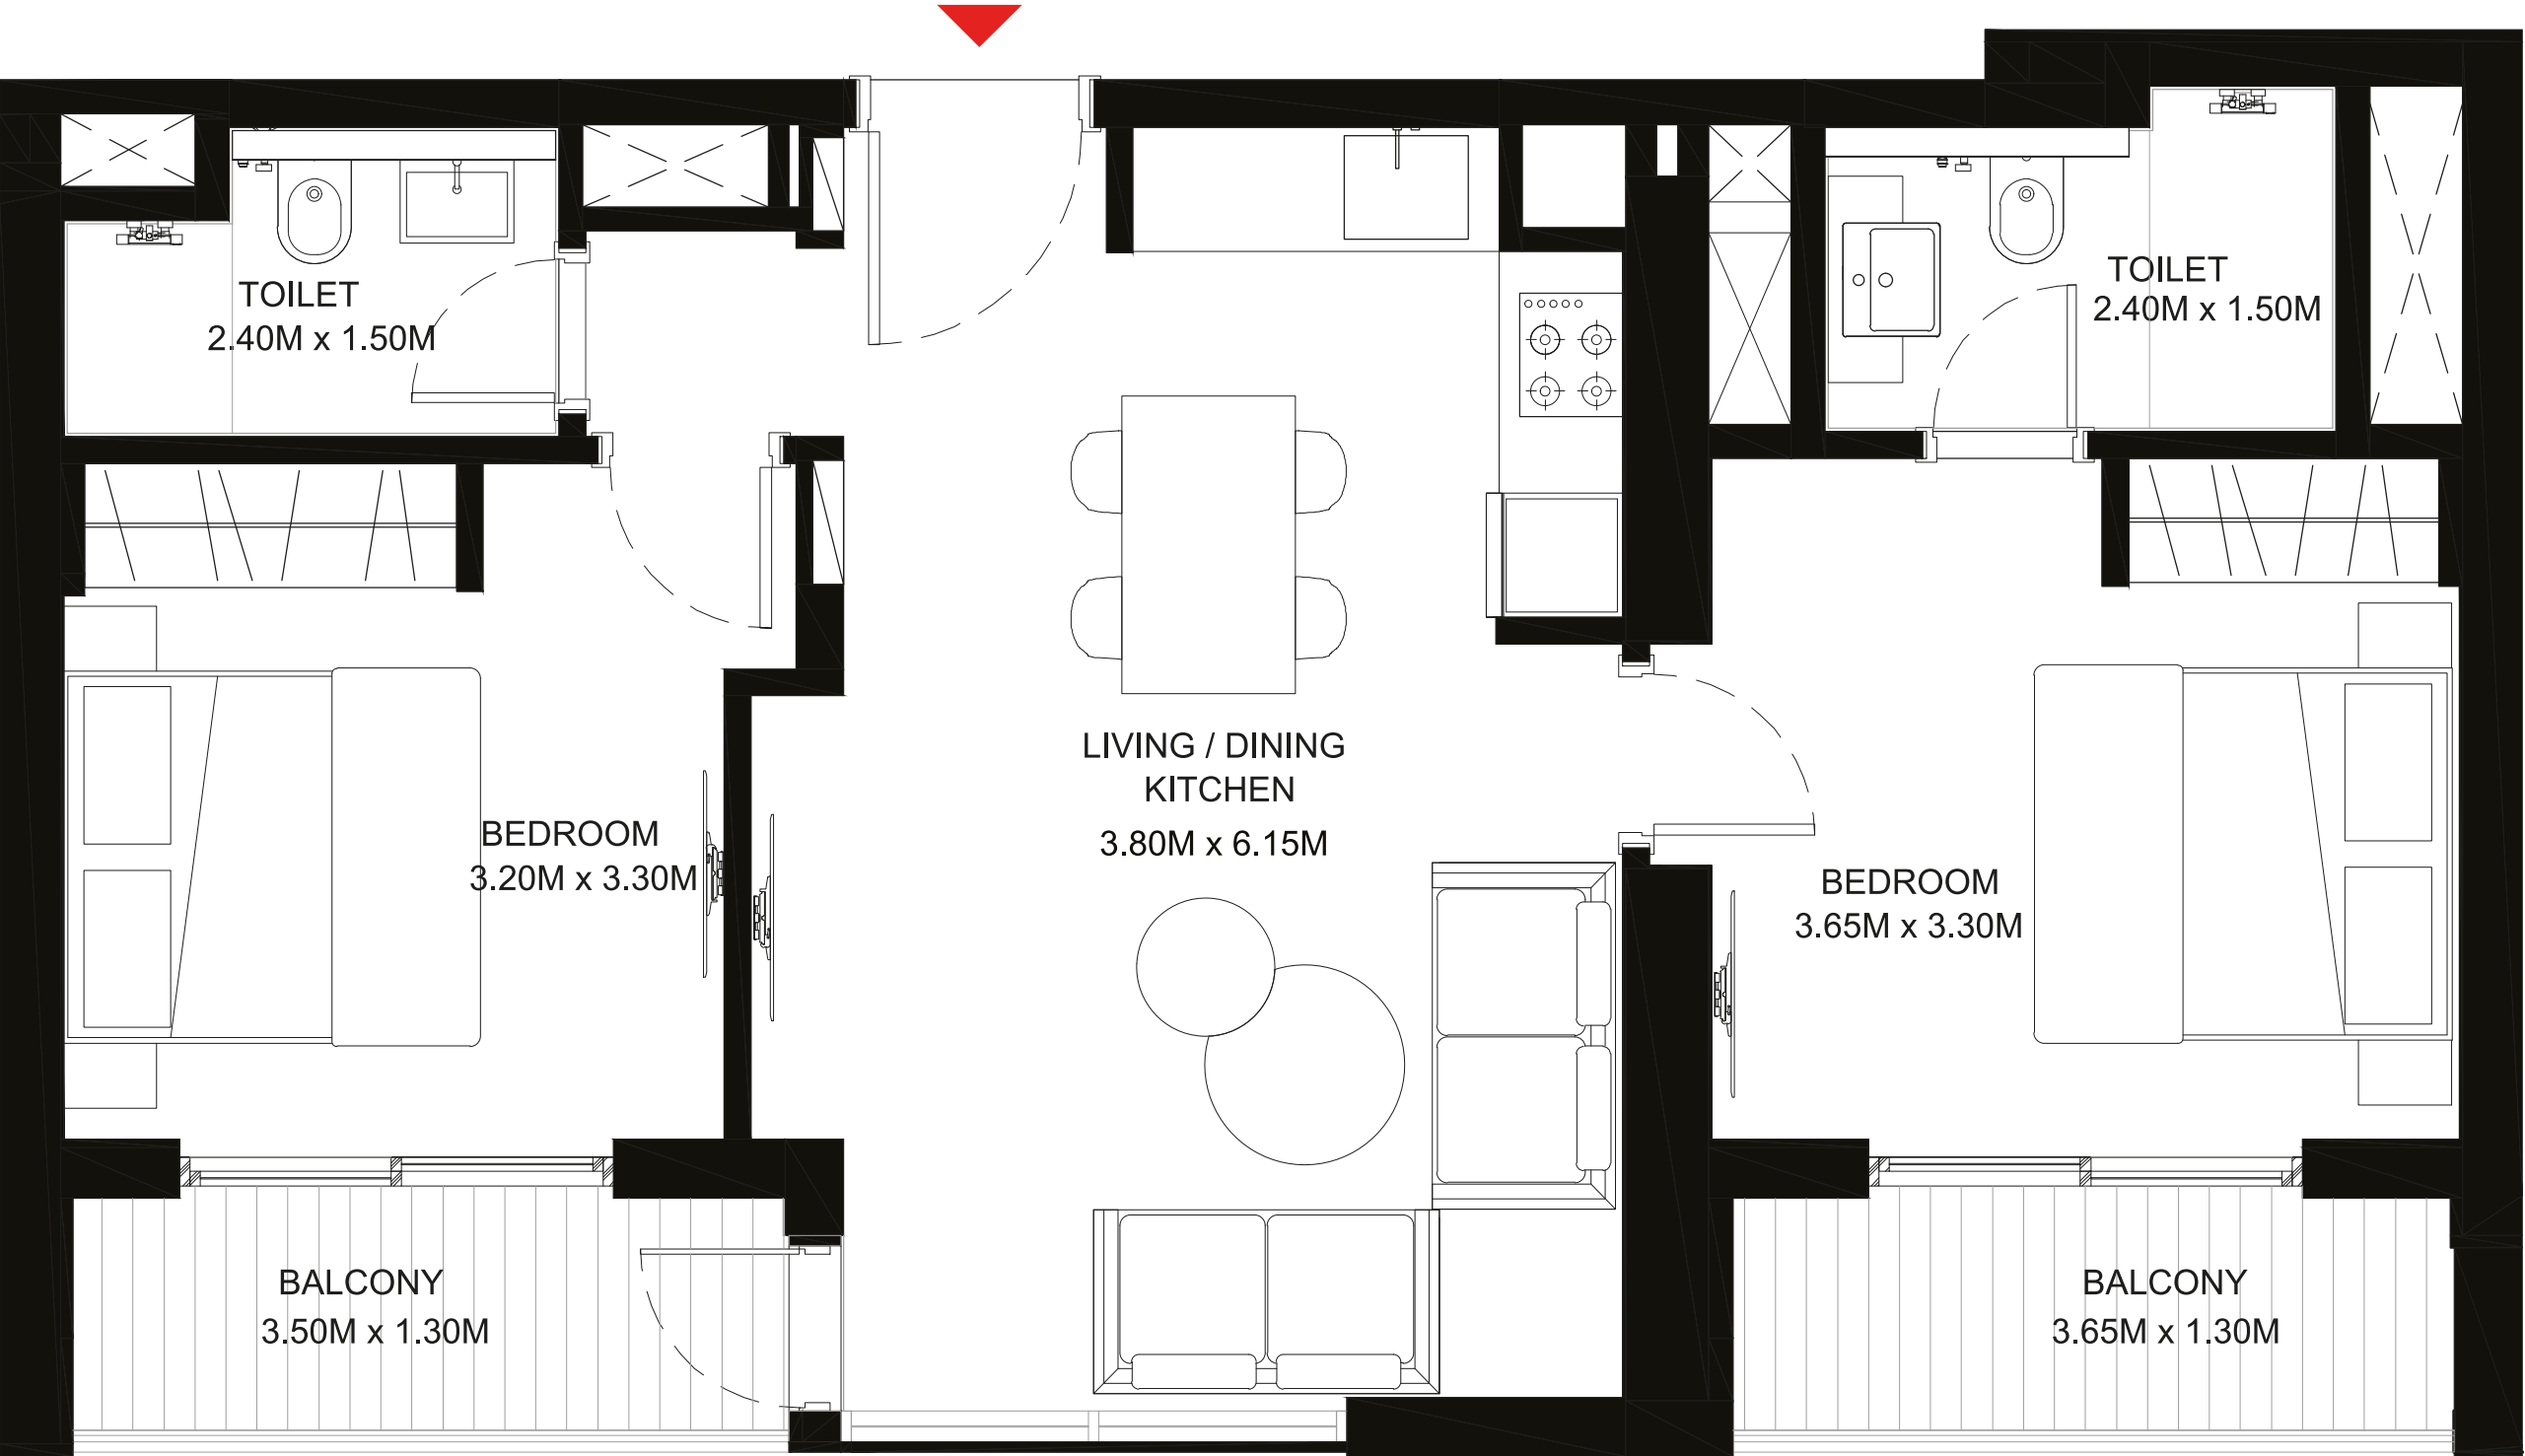 TOILET
2.40M x 1.50M
TOILET
2.40M x 1.50M
LIVING / DINING
KITCHEN
3.80M x 6.15M
BEDROOM
3.20M x 3.30M
BEDROOM
3.65M x 3.30M
BALCONY
3.50M x 1.30M
BALCONY
3.65M x 1.30M